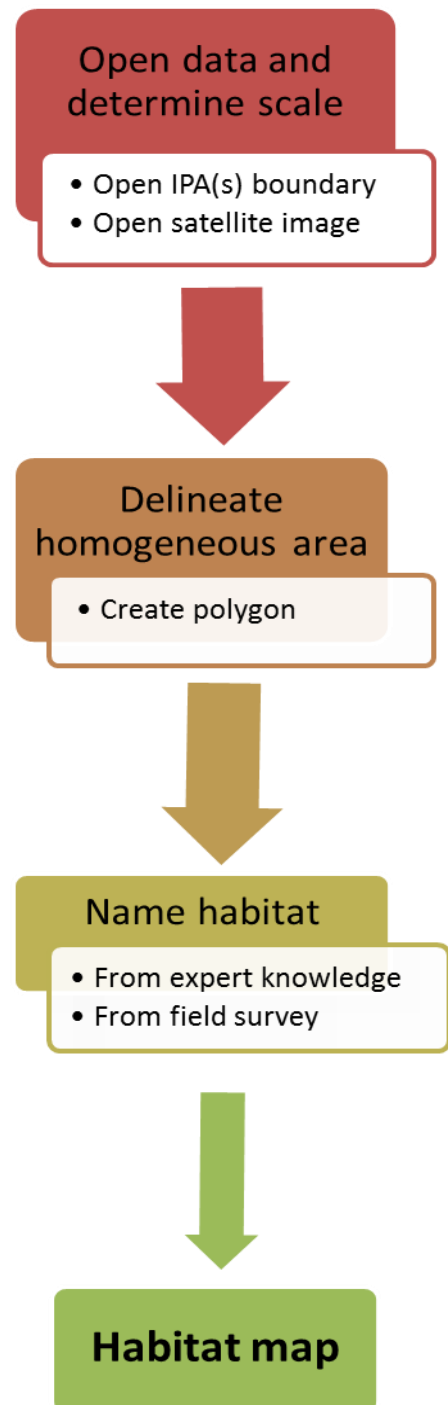 Open data and
determine scale
• Open IPA(s) boundary
• Open satellite image
Delineate
homogeneous area
• Create polygon
Name habitat
• From expert knowledge
• From field survey
Habitat map